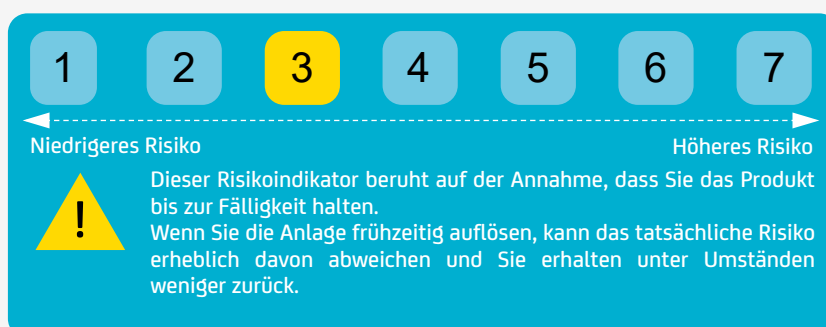 1 2 3 4 5 6 7
Niedrigeres Risiko Höheres Risiko
!
Dieser Risikoindikator beruht auf der Annahme, dass Sie das Produkt
bis zur Fälligkeit halten.
Wenn Sie die Anlage frühzeitig auflösen, kann das tatsächliche Risiko
erheblich davon abweichen und Sie erhalten unter Umständen
weniger zurück.